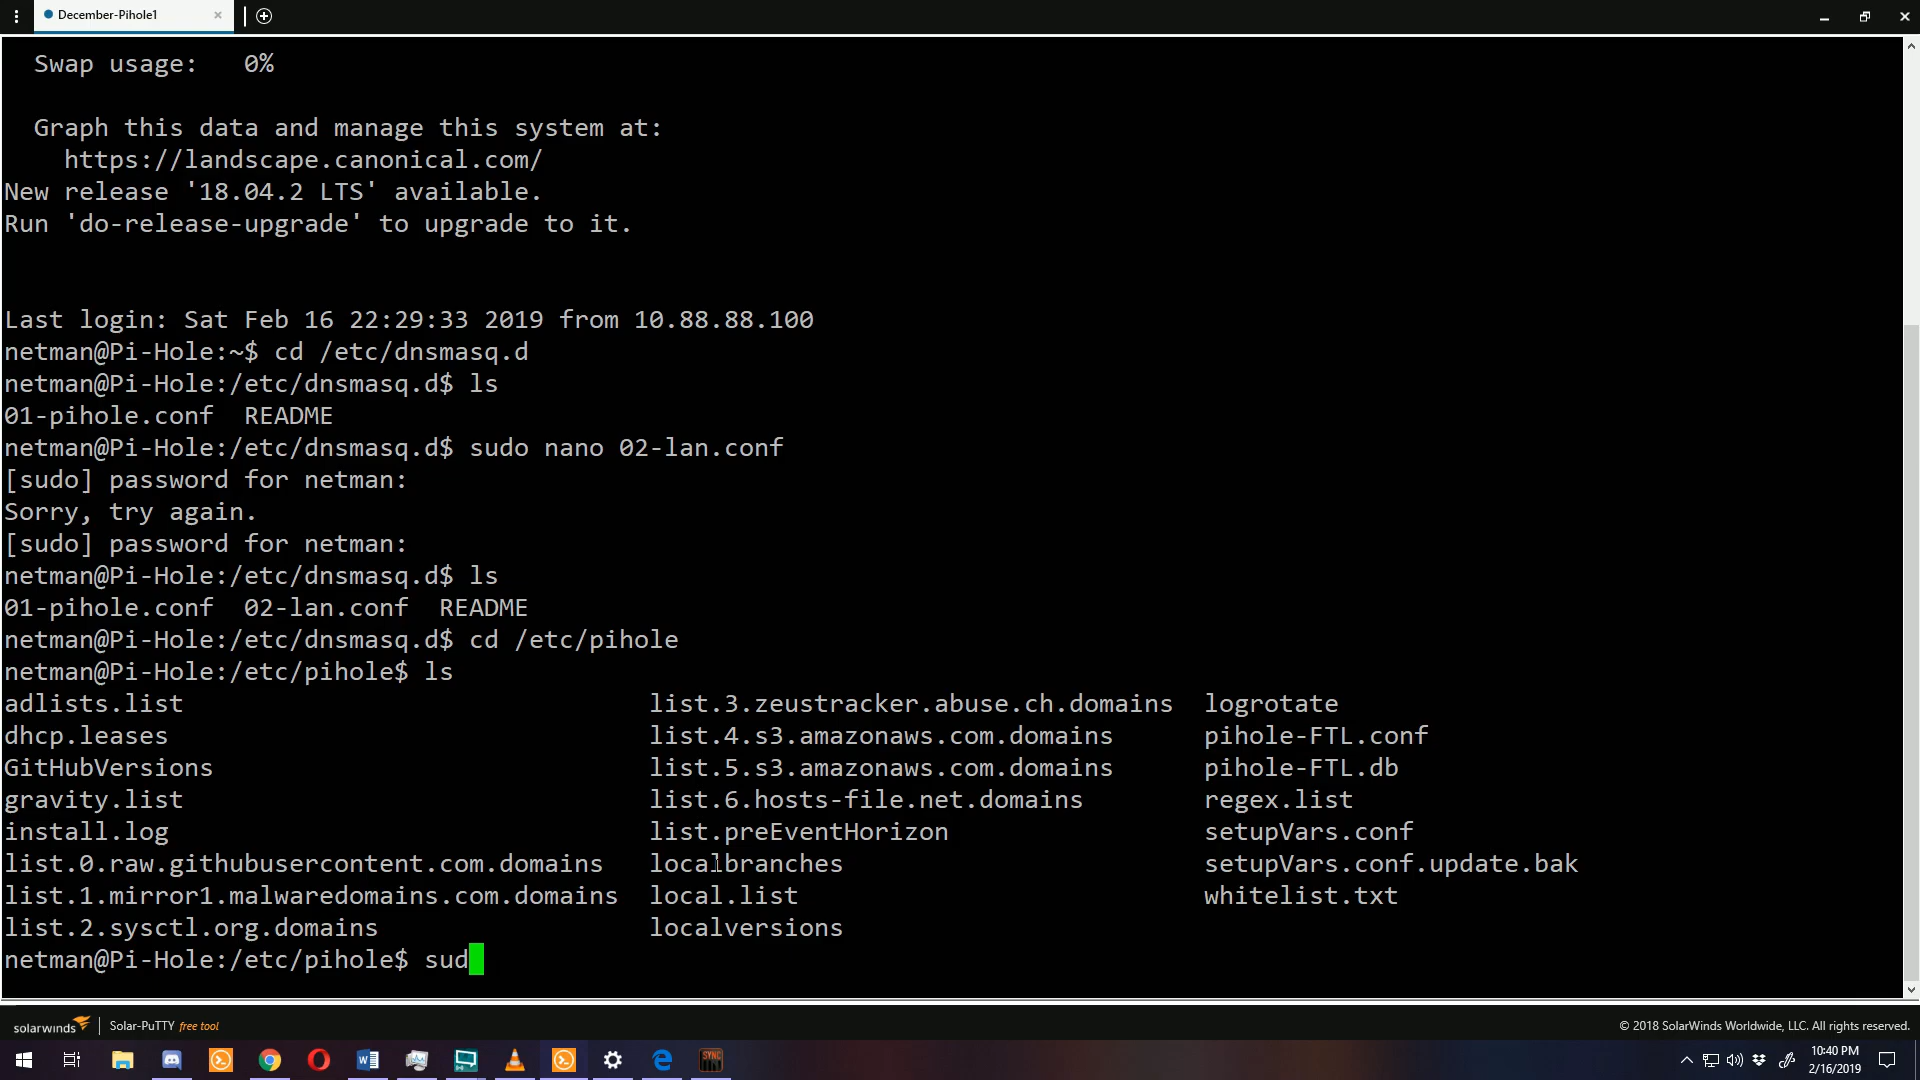 December-Pihole1
Swap usage:   0%
Graph this data and manage this system at:
https://landscape.canonical.com/
New release '18.04.2 LTS' available.
Run 'do-release-upgrade' to upgrade to it.
Last login: Sat Feb 16 22:29:33 2019 from 10.88.88.100
netman@Pi-Hole:~$ cd /etc/dnsmasq.d
netman@Pi-Hole:/etc/dnsmasq.d$ ls
01-pihole.conf  README
netman@Pi-Hole:/etc/dnsmasq.d$ sudo nano 02-lan.conf
[sudo] password for netman:
Sorry, try again.
[sudo] password for netman:
netman@Pi-Hole:/etc/dnsmasq.d$ ls
01-pihole.conf  02-lan.conf  README
netman@Pi-Hole:/etc/dnsmasq.d$ cd /etc/pihole
netman@Pi-Hole:/etc/pihole$ ls
adlists.list  list.3.zeustracker.abuse.ch.domains  logrotate
dhcp.leases  list.4.s3.amazonaws.com.domains  pihole-FTL.conf
GitHubVersions  list.5.s3.amazonaws.com.domains  pihole-FTL.db
gravity.list  list.6.hosts-file.net.domains  regex.list
install.log  list.preEventHorizon  setupVars.conf
list.0.raw.githubusercontent.com.domains  localbranches  setupVars.conf.update.bak
list.1.mirror1.malwaredomains.com.domains  local.list  whitelist.txt
list.2.sysctl.org.domains  localversions
netman@Pi-Hole:/etc/pihole$ sud
solarwinds | Solar-PuTTY free tool © 2018 SolarWinds Worldwide, LLC. All rights reserved.
SYNC
10:40 PM
2/16/2019